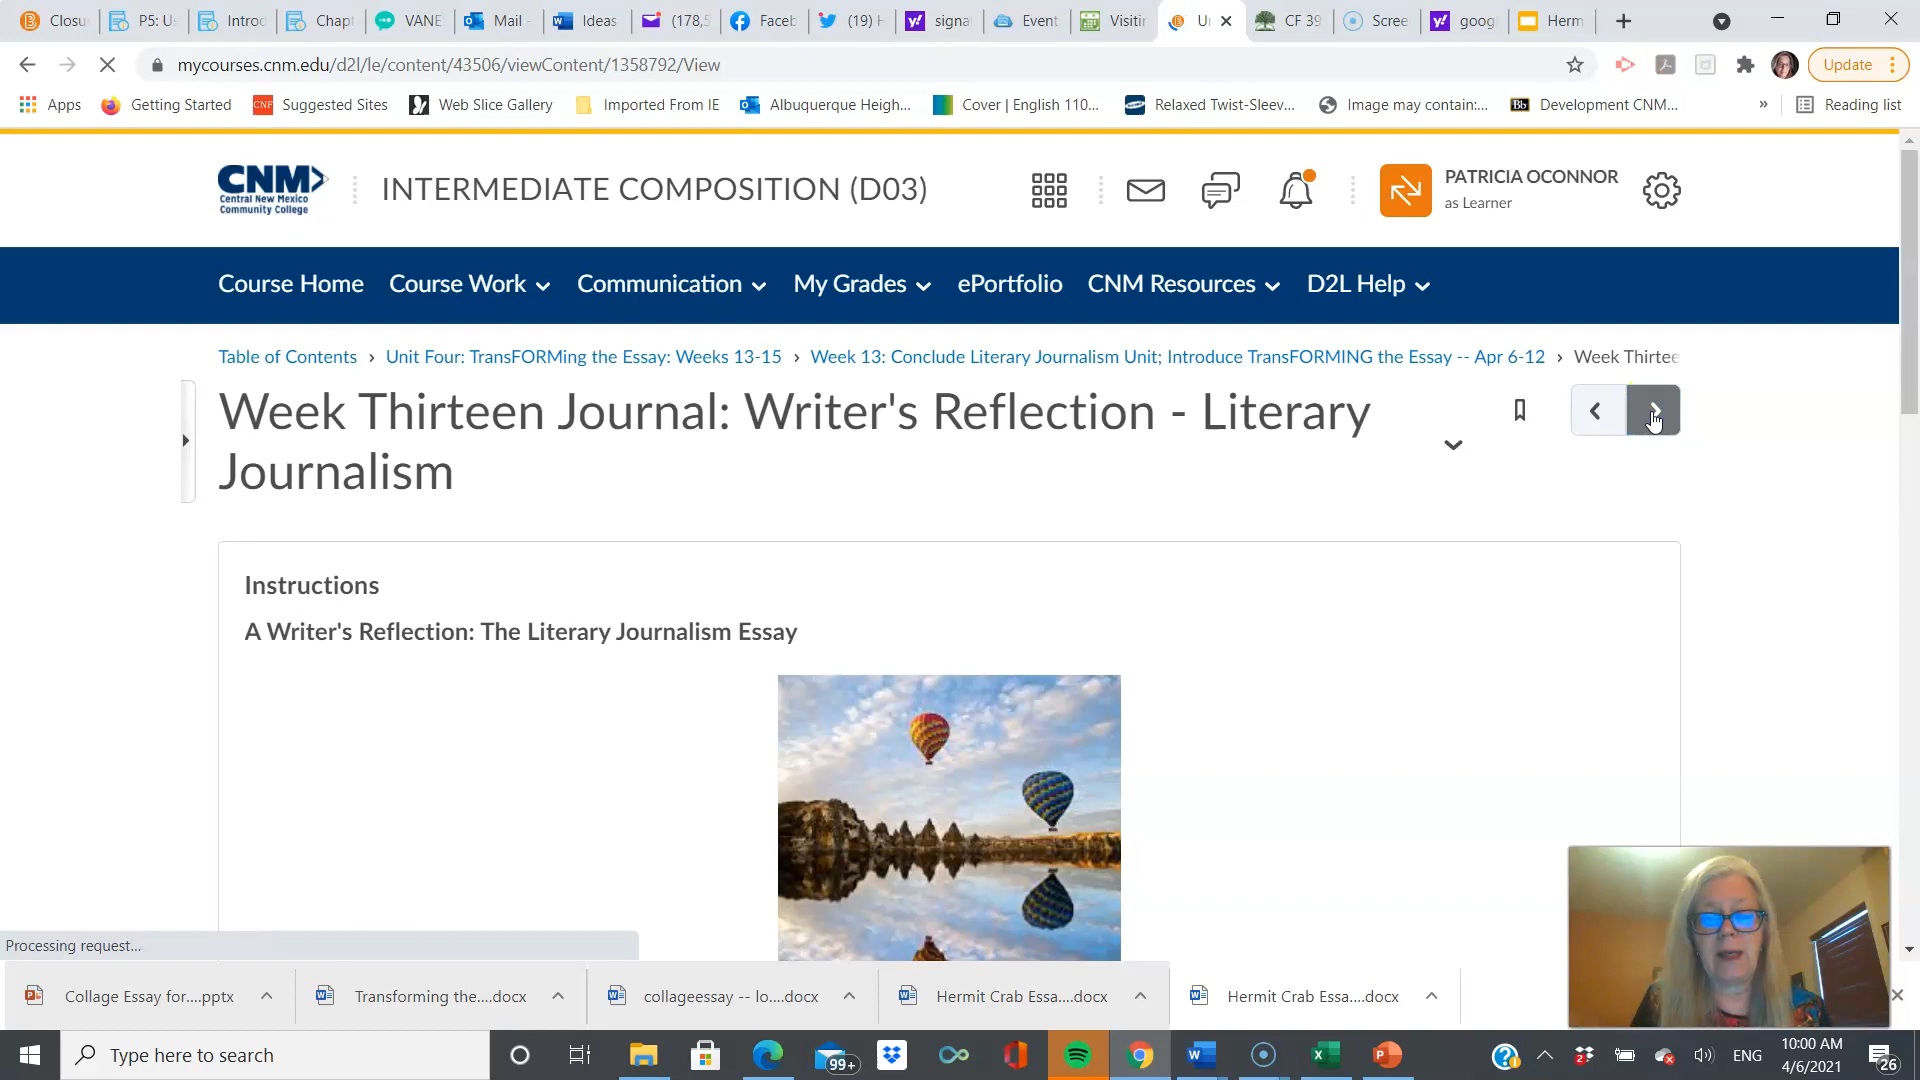 Closu
P5: U
Introd
Chapt
VANE
Mail -
Ideas
(178,5
Faceb
(19) H
signa
Event
Visitin
Un
CF 39
Scree
goog
Herm
mycourses.cnm.edu/d2l/le/content/43506/viewContent/1358792/View
Update
Apps
Getting Started
CNF Suggested Sites
Web Slice Gallery
Imported From IE
Albuquerque Heigh...
Cover | English 110...
Relaxed Twist-Sleev...
Image may contain:...
Bb Development CNM...
»
Reading list
CNM
Central New Mexico
Community College
INTERMEDIATE COMPOSITION (D03)
PATRICIA OCONNOR
as Learner
Course Home
Course Work
Communication
My Grades
ePortfolio
CNM Resources
D2L Help
Table of Contents › Unit Four: TransFORMing the Essay: Weeks 13-15 › Week 13: Conclude Literary Journalism Unit; Introduce TransFORMING the Essay -- Apr 6-12 › Week Thirtee
Week Thirteen Journal: Writer's Reflection - Literary
Journalism
Instructions
A Writer's Reflection: The Literary Journalism Essay
Processing request...
Collage Essay for....pptx
Transforming the....docx
collageessay -- lo....docx
Hermit Crab Essa....docx
Hermit Crab Essa....docx
Type here to search
99+
2
ENG
10:00 AM
4/6/2021
26